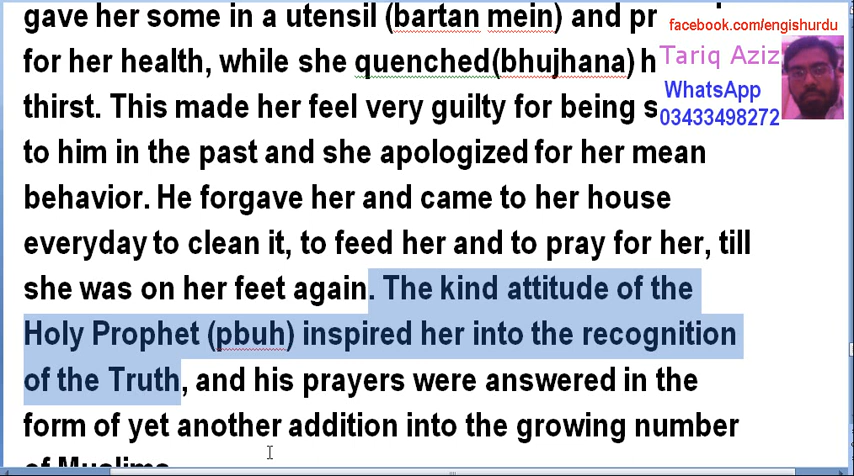 gave her some in a utensil (bartan mein) and pr
for her health, while she quenched(bhujhana) h
thirst. This made her feel very guilty for being s
to him in the past and she apologized for her mean
behavior. He forgave her and came to her house
everyday to clean it, to feed her and to pray for her, till
she was on her feet again. The kind attitude of the
Holy Prophet (pbuh) inspired her into the recognition
of the Truth, and his prayers were answered in the
form of yet another addition into the growing number
of Muslims
facebook.com/engishurdu
Tariq Aziz
WhatsApp
03433498272